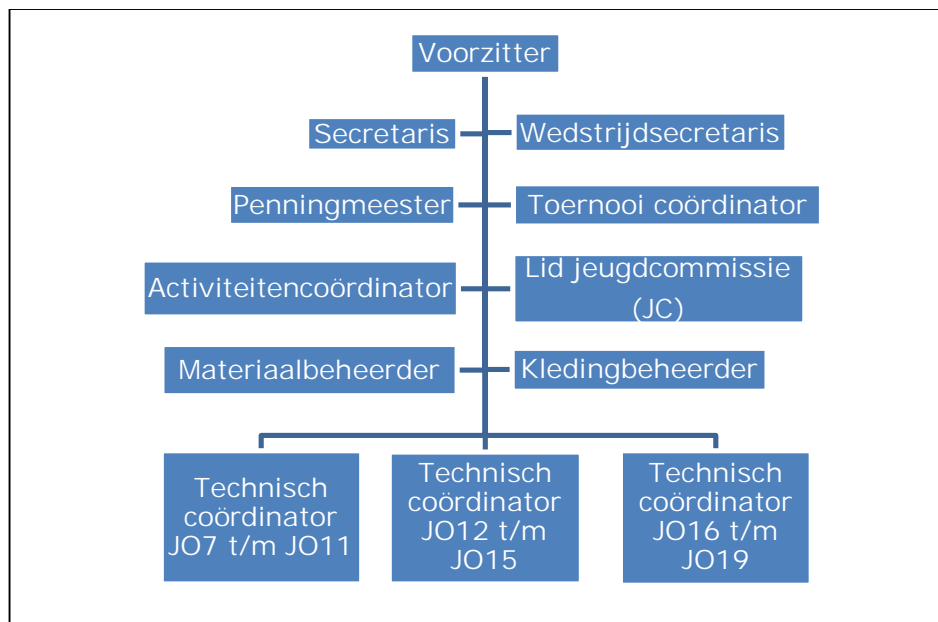 Voorzitter
Secretaris
Wedstrijdsecretaris
Penningmeester
Toernooi coördinator
Activiteitencoördinator
Lid jeugdcommissie
(JC)
Materiaalbeheerder
Kledingbeheerder
Technisch
coördinator
JO7 t/m JO11
Technisch
coördinator
JO12 t/m
JO15
Technisch
coördinator
JO16 t/m
JO19